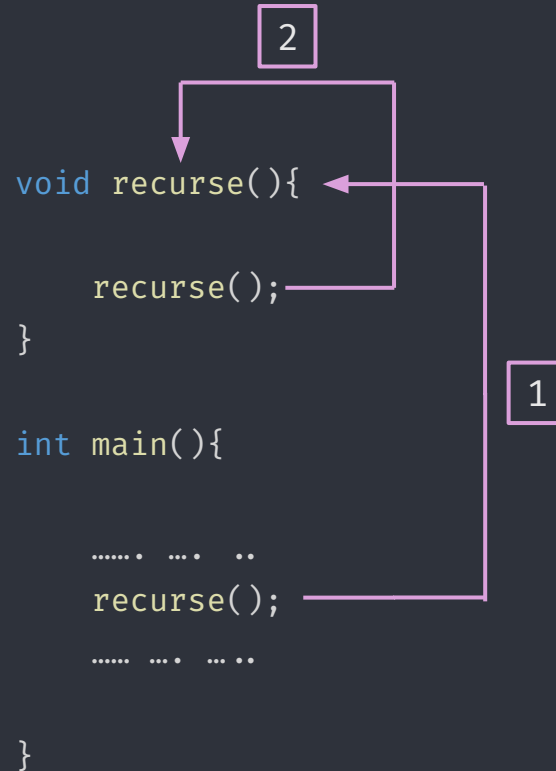 2
void recurse(){
recurse();
}
1
int main(){
……. …. ..
recurse();
…… …. … ..
}